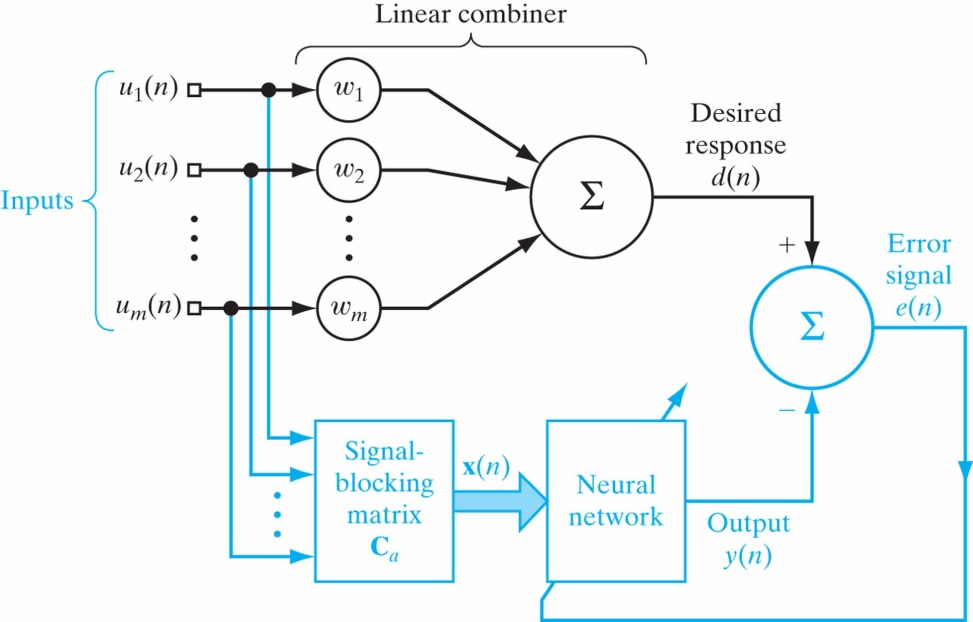 Linear combiner
u1(n)
w1
Desired
response
d(n)
u2(n)
w2
Σ
Inputs
+
Error
signal
e(n)
um(n)
wm
Σ
−
Signal-
blocking
matrix
Ca
x(n)
Neural
network
Output
y(n)